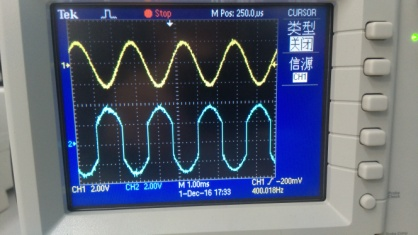 Tek Stop M Pos: 250.0µs CURSOR
类型
关闭
信源
CH1
1
2
CH1 2.00V CH2 2.00V M 1.00ms CH1 / -200mV
1-Dec-16 17:33 400.018Hz